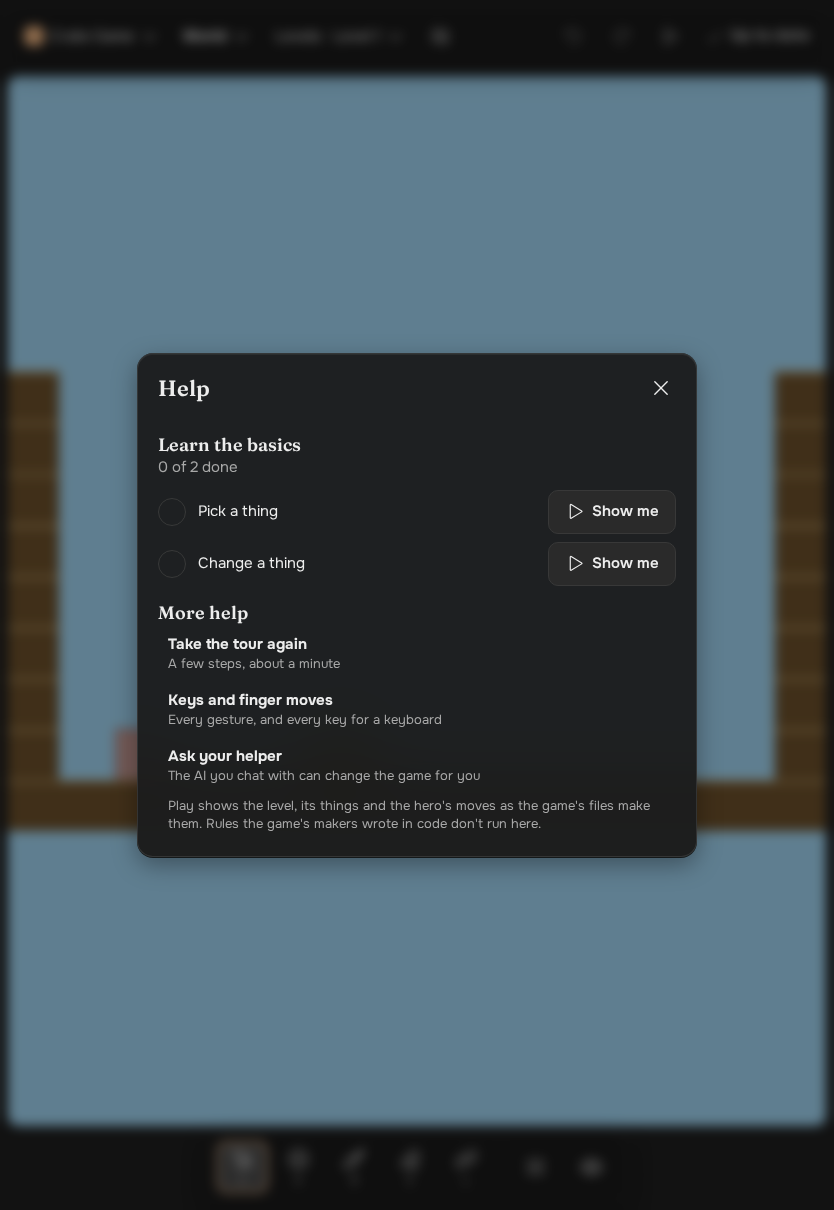 Help
Learn the basics
0 of 2 done
Pick a thing
Show me
Change a thing
Show me
More help
Take the tour again
A few steps, about a minute
Keys and finger moves
Every gesture, and every key for a keyboard
Ask your helper
The AI you chat with can change the game for you
Play shows the level, its things and the hero's moves as the game's files make
them. Rules the game's makers wrote in code don't run here.